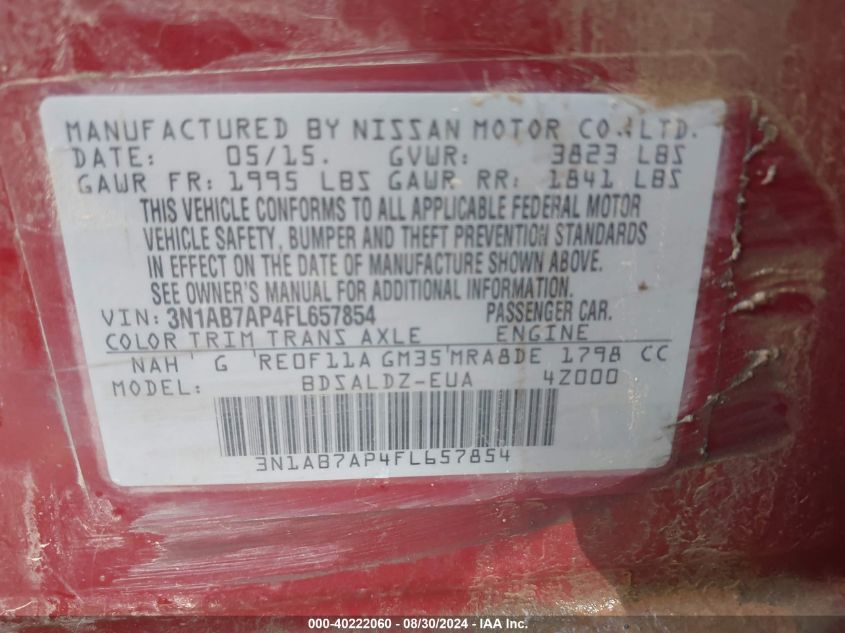 MANUFACTURED BY NISSAN MOTOR CO.,LTD.
DATE: 05/15. GVWR: 3823 LBS
GAWR FR: 1995 LBS GAWR RR: 1841 LBS
THIS VEHICLE CONFORMS TO ALL APPLICABLE FEDERAL MOTOR
VEHICLE SAFETY, BUMPER AND THEFT PREVENTION STANDARDS
IN EFFECT ON THE DATE OF MANUFACTURE SHOWN ABOVE.
SEE OWNER'S MANUAL FOR ADDITIONAL INFORMATION.
VIN: 3N1AB7AP4FL657854 PASSENGER CAR.
COLOR TRIM TRANS AXLE ENGINE
NAH G RE0F11A GM35 MRA8DE 1798 CC
MODEL: BDSALDZ-EUA 4Z000
3N1AB7AP4FL657854
000-40222060 - 08/30/2024 - IAA Inc.